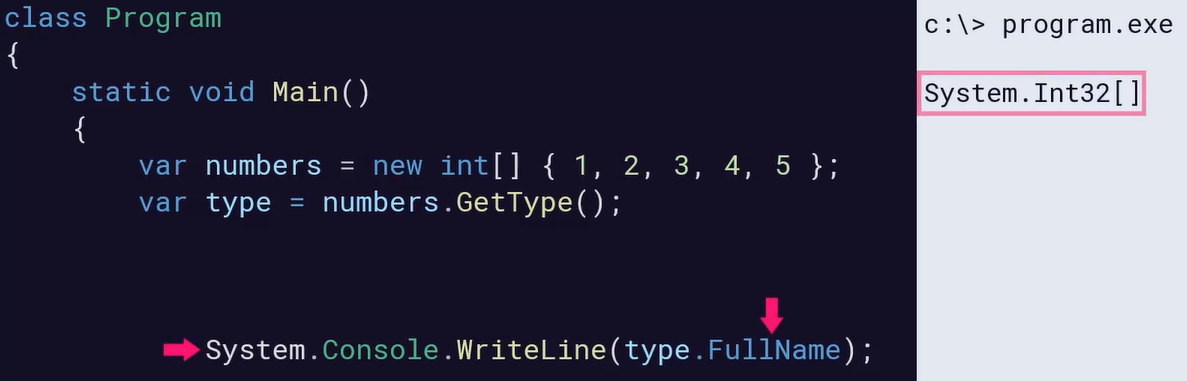 class Program
{
static void Main()
{
var numbers = new int[] { 1, 2, 3, 4, 5 };
var type = numbers.GetType();
System.Console.WriteLine(type.FullName);
c:\> program.exe
System.Int32[]